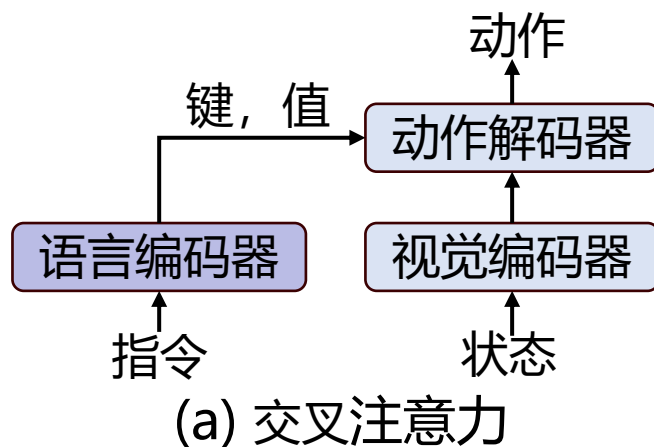 动作
键，值
动作解码器
语言编码器
视觉编码器
指令
状态
(a) 交叉注意力